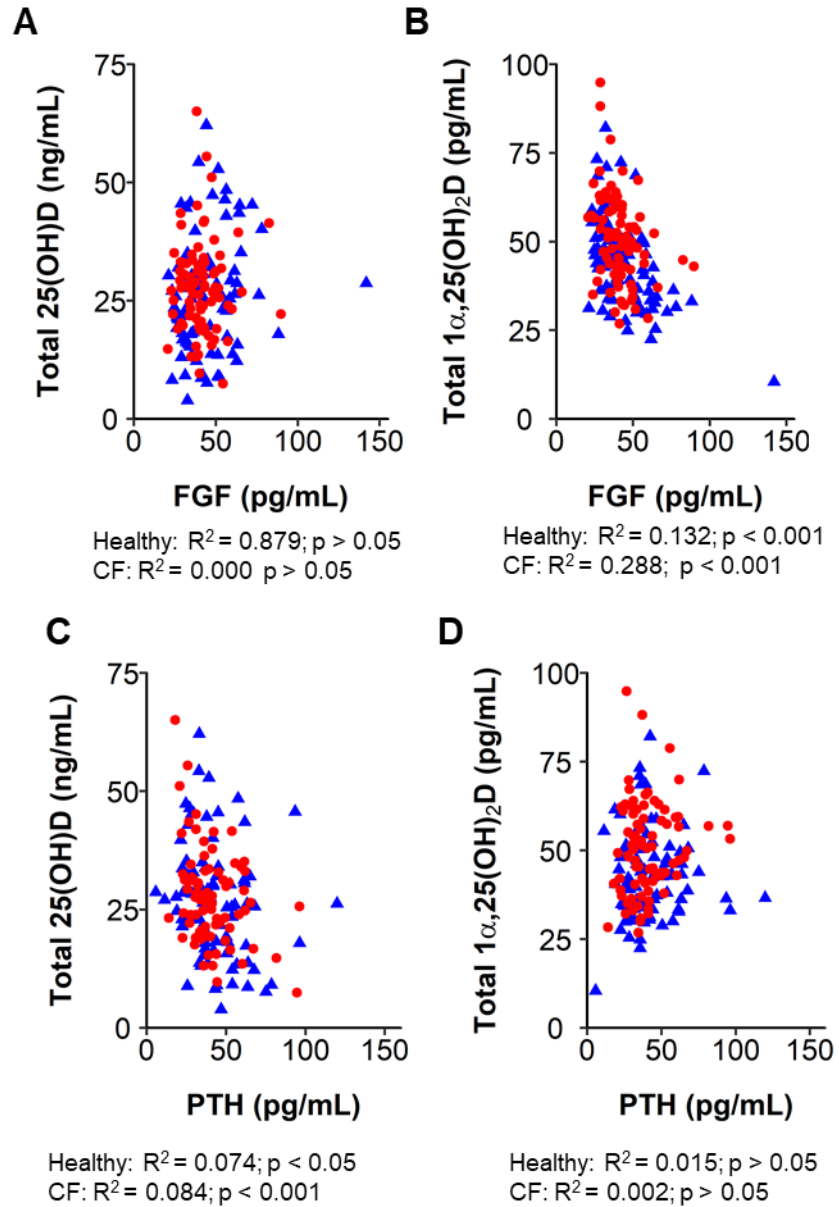 A
Total 25(OH)D (ng/mL)
75
50
25
0
0 50 100 150
FGF (pg/mL)
Healthy: R² = 0.879; p > 0.05
CF: R² = 0.000 p > 0.05
B
Total 1α,25(OH)₂D (pg/mL)
100
75
50
25
0
0 50 100 150
FGF (pg/mL)
Healthy: R² = 0.132; p < 0.001
CF: R² = 0.288; p < 0.001
C
Total 25(OH)D (ng/mL)
75
50
25
0
0 50 100 150
PTH (pg/mL)
Healthy: R² = 0.074; p < 0.05
CF: R² = 0.084; p < 0.001
D
Total 1α,25(OH)₂D (pg/mL)
100
75
50
25
0
0 50 100 150
PTH (pg/mL)
Healthy: R² = 0.015; p > 0.05
CF: R² = 0.002; p > 0.05